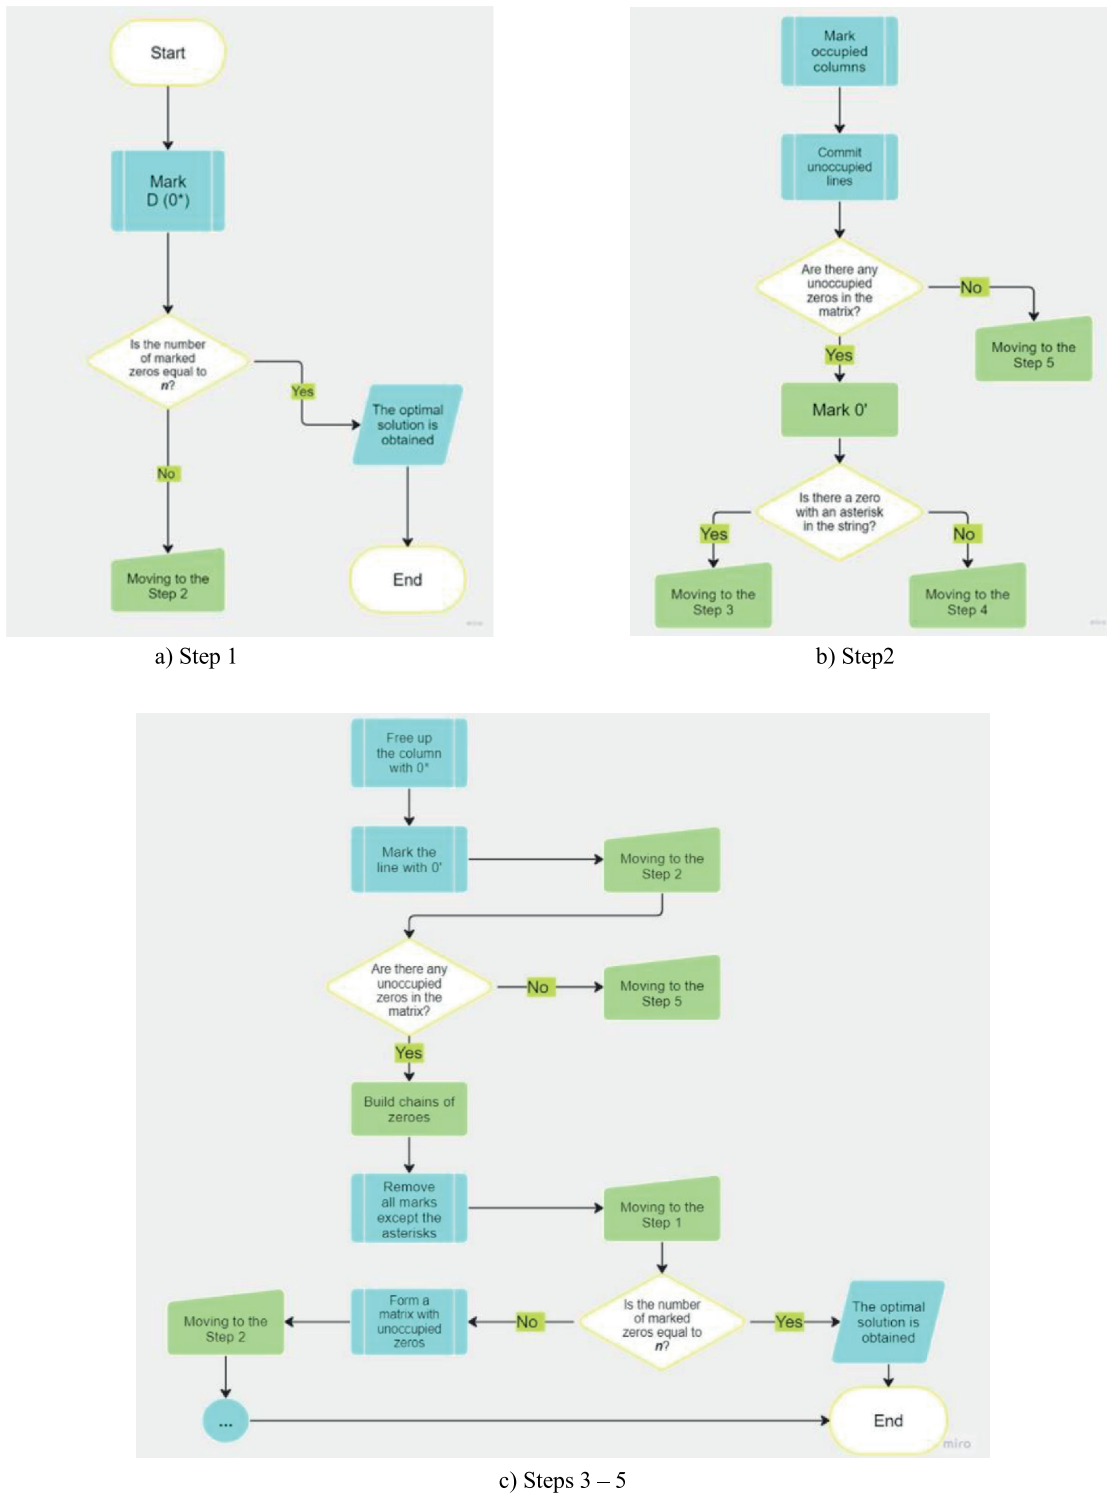 Start
Mark
D (0*)
Is the number
of marked
zeros equal to
n?
Yes
The optimal
solution is
obtained
No
Moving to the
Step 2
End
miro
a) Step 1
Mark
occupied
columns
Commit
unoccupied
lines
Are there any
unoccupied
zeros in the
matrix?
No
Moving to the
Step 5
Yes
Mark 0'
Is there a zero
with an asterisk
in the string?
Yes
No
Moving to the
Step 3
Moving to the
Step 4
miro
b) Step2
Free up
the column
with 0*
Mark the
line with 0'
Moving to the
Step 2
Are there any
unoccupied
zeros in the
matrix?
No
Moving to the
Step 5
Yes
Build chains of
zeroes
Remove
all marks
except the
asterisks
Moving to the
Step 1
Moving to the
Step 2
Form a
matrix with
unoccupied
zeros
No
Is the number
of marked
zeros equal to
n?
Yes
The optimal
solution is
obtained
...
End
miro
c) Steps 3 – 5